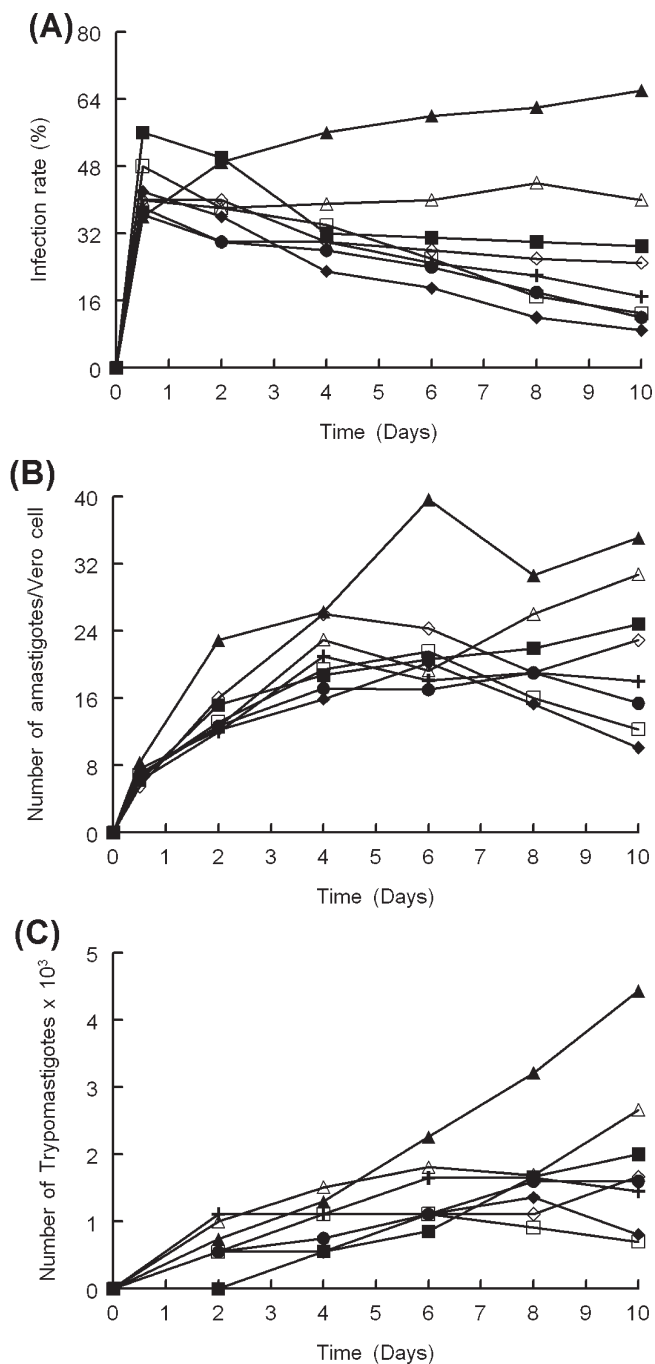 (A)
80
64
48
32
16
0
Infection rate (%)
0 1 2 3 4 5 6 7 8 9 10
Time (Days)
(B)
40
32
24
16
8
0
Number of amastigotes/Vero cell
0 1 2 3 4 5 6 7 8 9 10
Time (Days)
(C)
5
4
3
2
1
0
Number of Trypomastigotes x 10³
0 1 2 3 4 5 6 7 8 9 10
Time (Days)